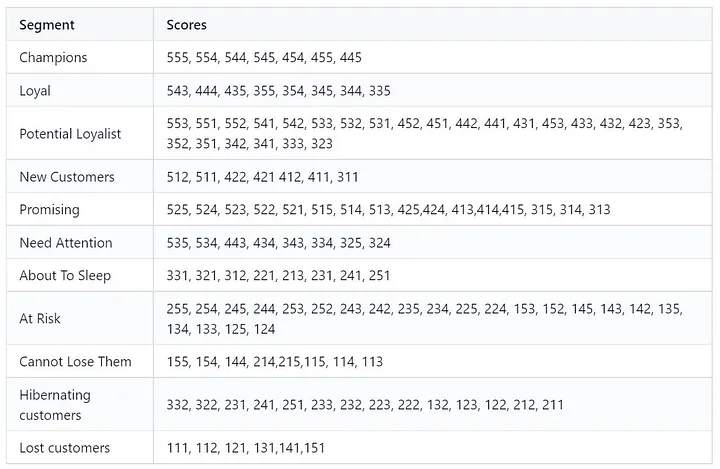 Segment Scores
Champions 555, 554, 544, 545, 454, 455, 445
Loyal 543, 444, 435, 355, 354, 345, 344, 335
Potential Loyalist 553, 551, 552, 541, 542, 533, 532, 531, 452, 451, 442, 441, 431, 453, 433, 432, 423, 353,
352, 351, 342, 341, 333, 323
New Customers 512, 511, 422, 421 412, 411, 311
Promising 525, 524, 523, 522, 521, 515, 514, 513, 425,424, 413,414,415, 315, 314, 313
Need Attention 535, 534, 443, 434, 343, 334, 325, 324
About To Sleep 331, 321, 312, 221, 213, 231, 241, 251
At Risk 255, 254, 245, 244, 253, 252, 243, 242, 235, 234, 225, 224, 153, 152, 145, 143, 142, 135,
134, 133, 125, 124
Cannot Lose Them 155, 154, 144, 214,215,115, 114, 113
Hibernating
customers 332, 322, 231, 241, 251, 233, 232, 223, 222, 132, 123, 122, 212, 211
Lost customers 111, 112, 121, 131,141,151